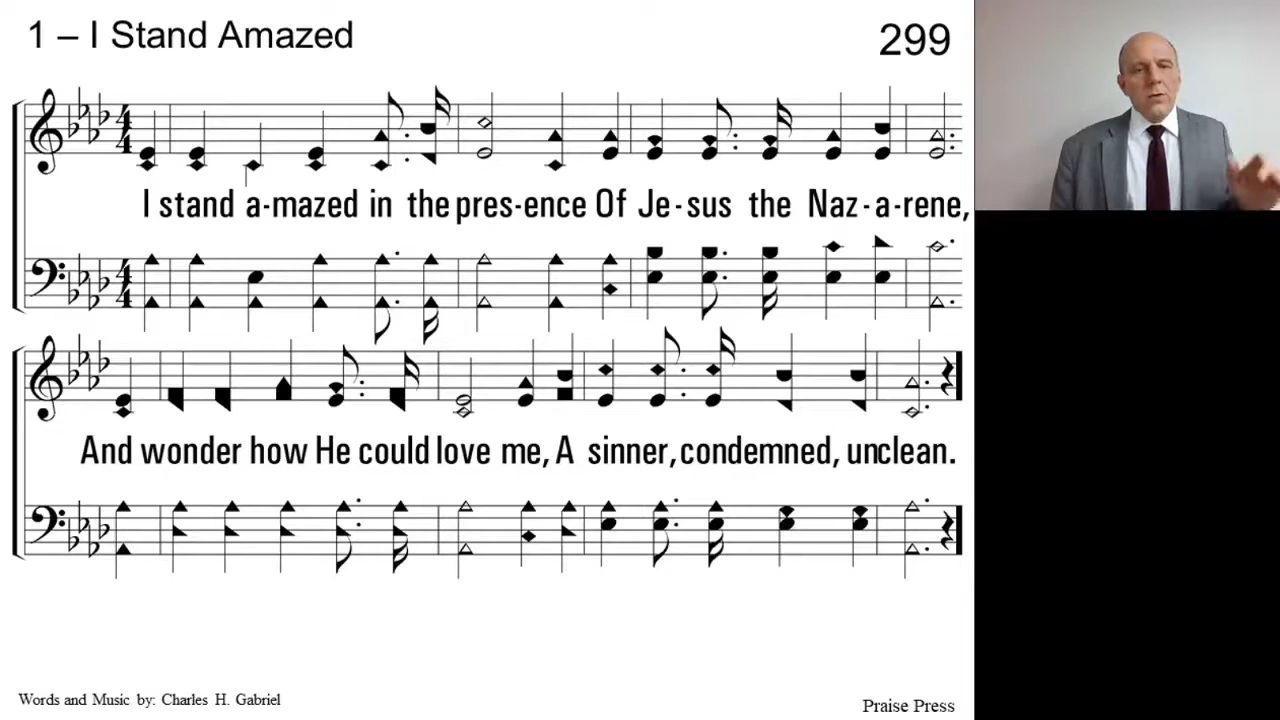 1 – I Stand Amazed
299
I stand a-mazed in the pres-ence Of Je-sus the Naz-a-rene,
And wonder how He could love me, A sinner, condemned, unclean.
Words and Music by: Charles H. Gabriel
Praise Press